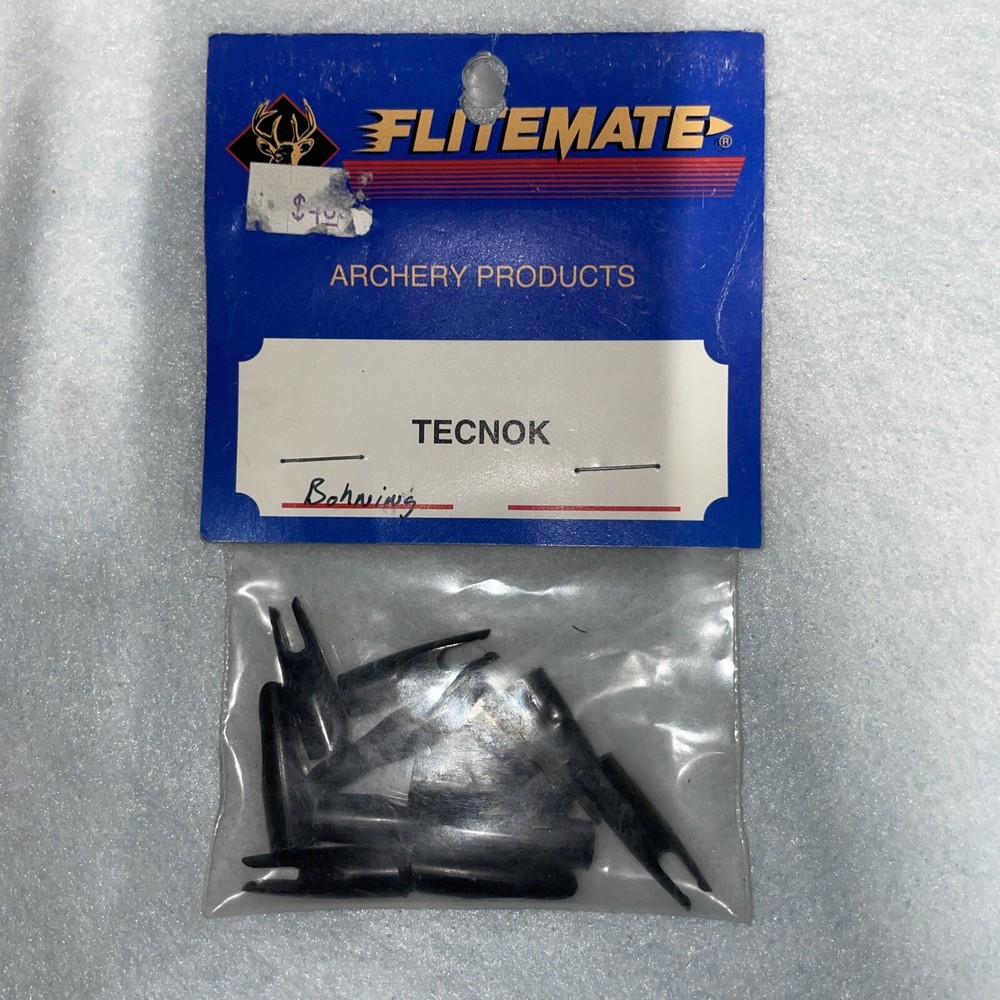 FLITEMATE®
ARCHERY PRODUCTS
TECNOK
Bohning